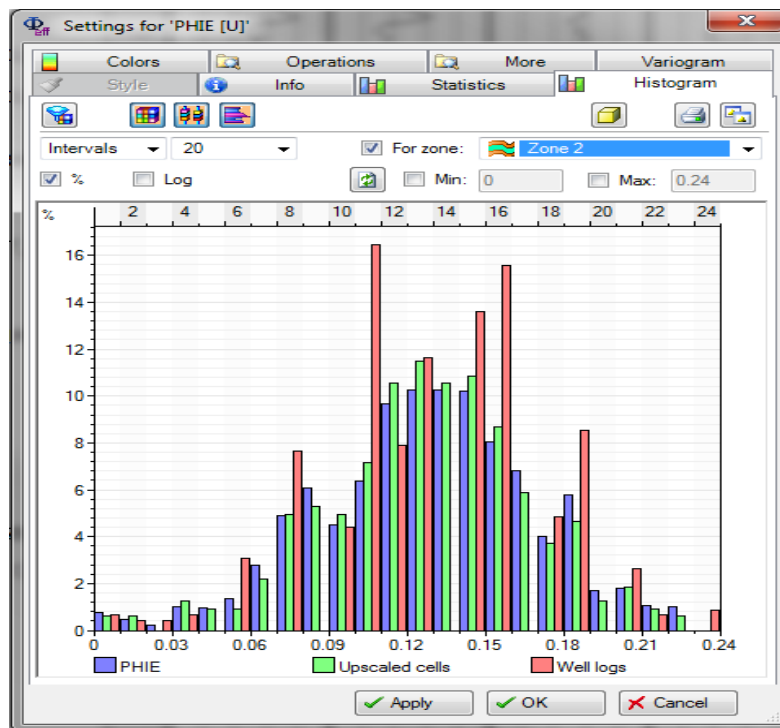 Φeff Settings for 'PHIE [U]'
Colors Operations More Variogram
Style Info Statistics Histogram
Intervals 20 For zone: Zone 2
% Log Min: 0 Max: 0.24
% 2 4 6 8 10 12 14 16 18 20 22 24
16
14
12
10
8
6
4
2
0
0 0.03 0.06 0.09 0.12 0.15 0.18 0.21 0.24
PHIE Upscaled cells Well logs
Apply OK Cancel